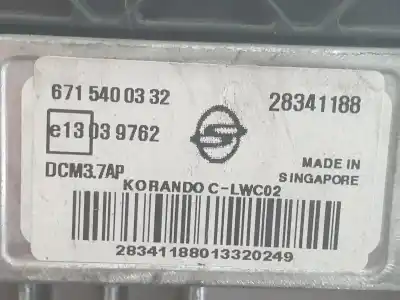 671 540 03 32
28341188
e13 03 9762
DCM3.7AP
MADE IN
SINGAPORE
KORANDO C-LWC02
28341188013320249